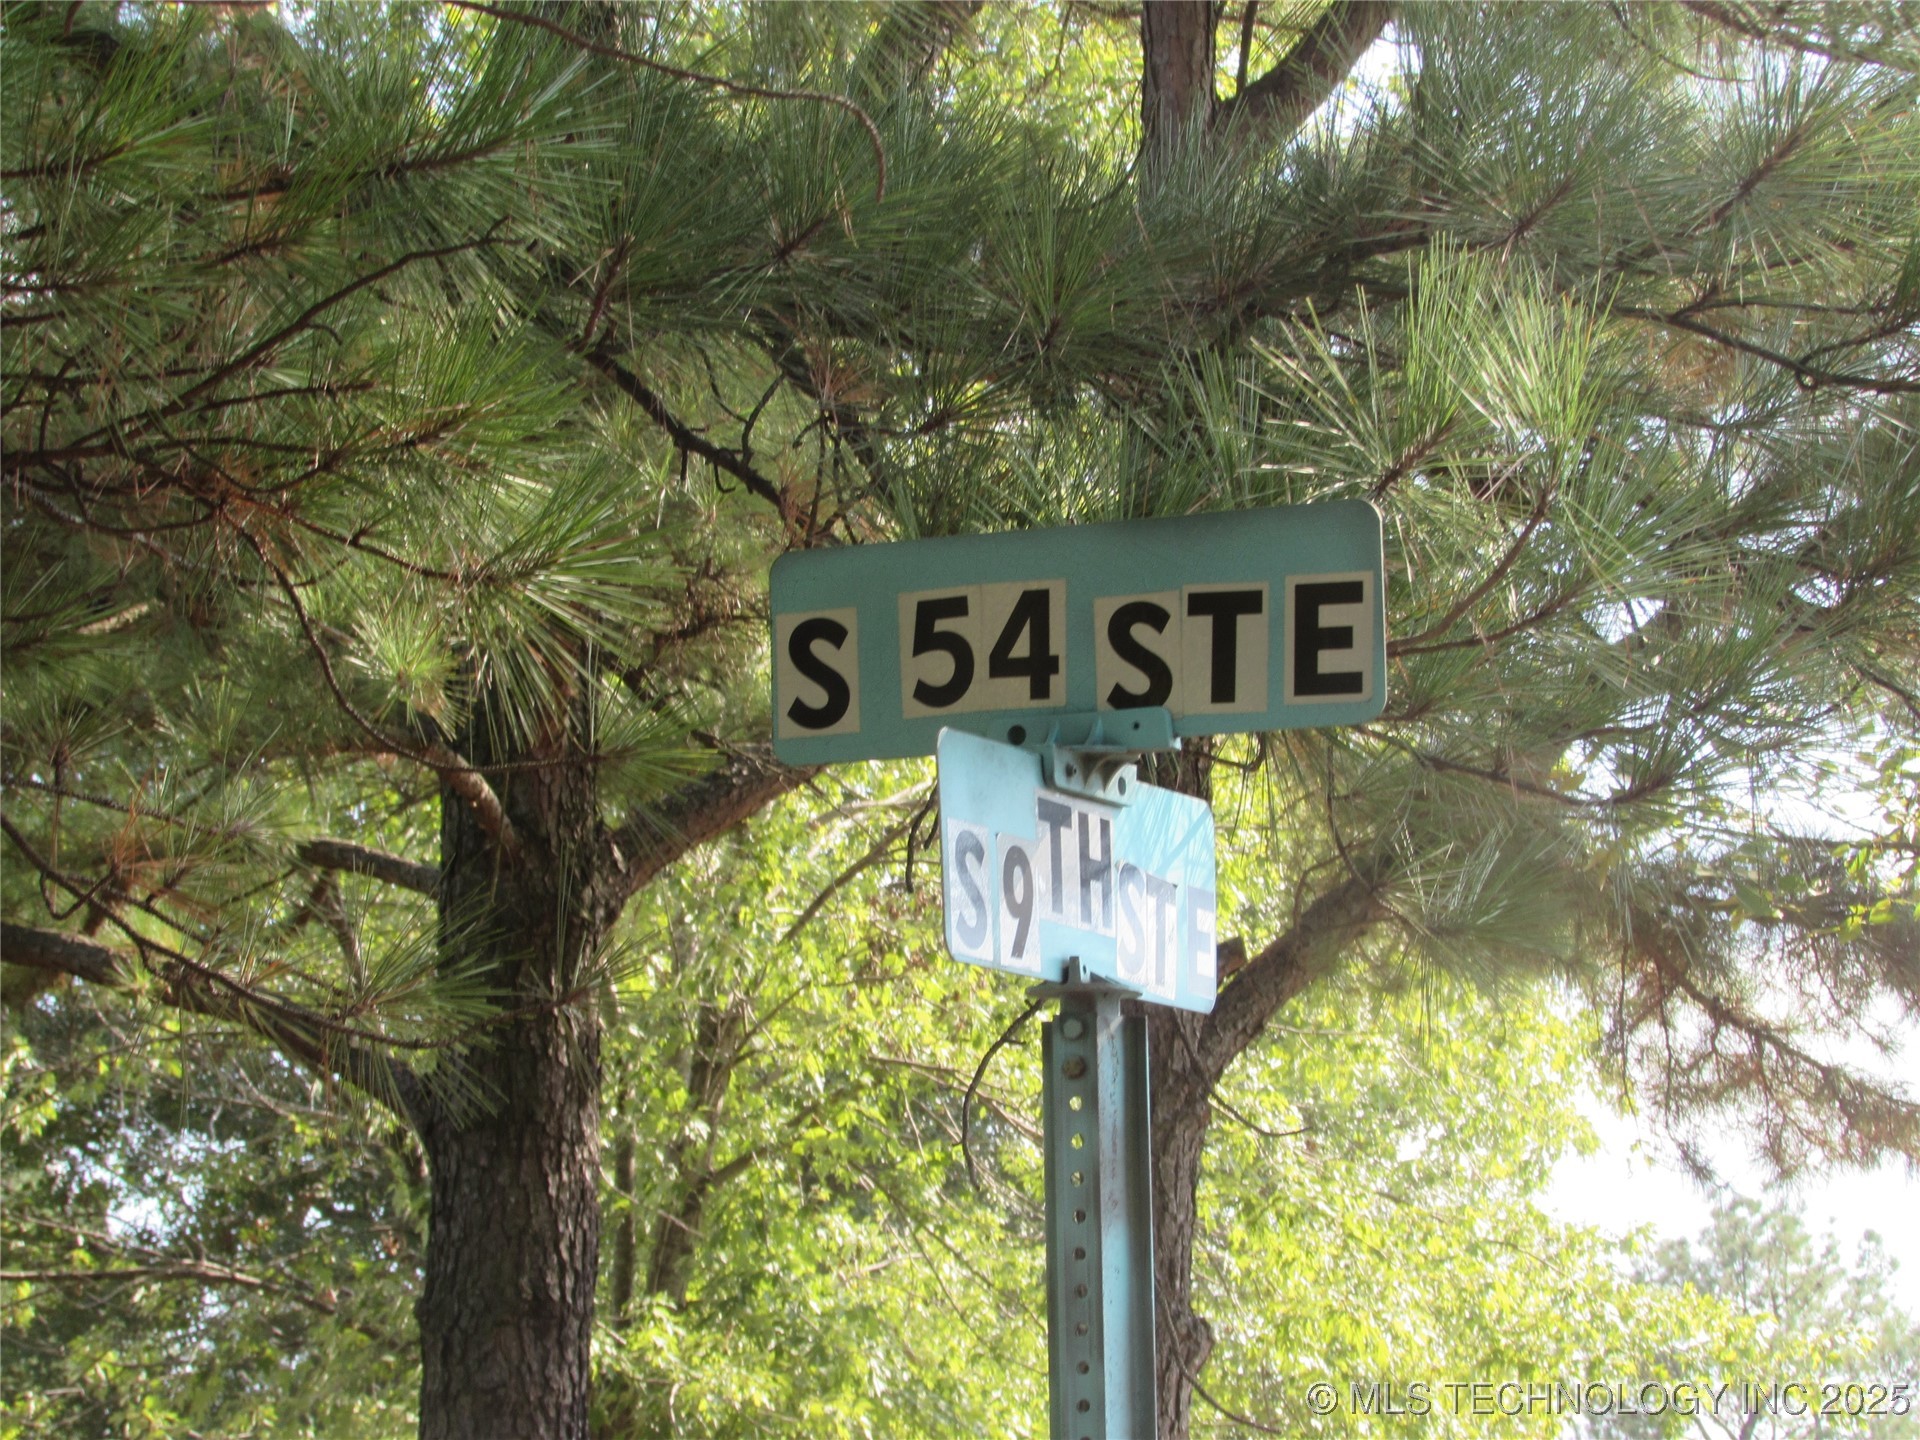 S 54 ST E
S 9TH ST E
© MLS TECHNOLOGY INC 2025